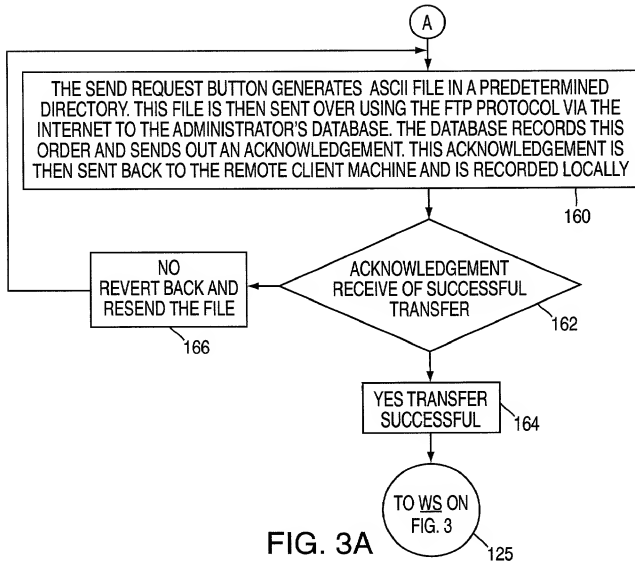 A
THE SEND REQUEST BUTTON GENERATES ASCII FILE IN A PREDETERMINED
DIRECTORY. THIS FILE IS THEN SENT OVER USING THE FTP PROTOCOL VIA THE
INTERNET TO THE ADMINISTRATOR'S DATABASE. THE DATABASE RECORDS THIS
ORDER AND SENDS OUT AN ACKNOWLEDGEMENT. THIS ACKNOWLEDGEMENT IS
THEN SENT BACK TO THE REMOTE CLIENT MACHINE AND IS RECORDED LOCALLY
160
NO
REVERT BACK AND
RESEND THE FILE
166
ACKNOWLEDGEMENT
RECEIVE OF SUCCESSFUL
TRANSFER
162
YES TRANSFER
SUCCESSFUL
164
TO WS ON
FIG. 3
125
FIG. 3A